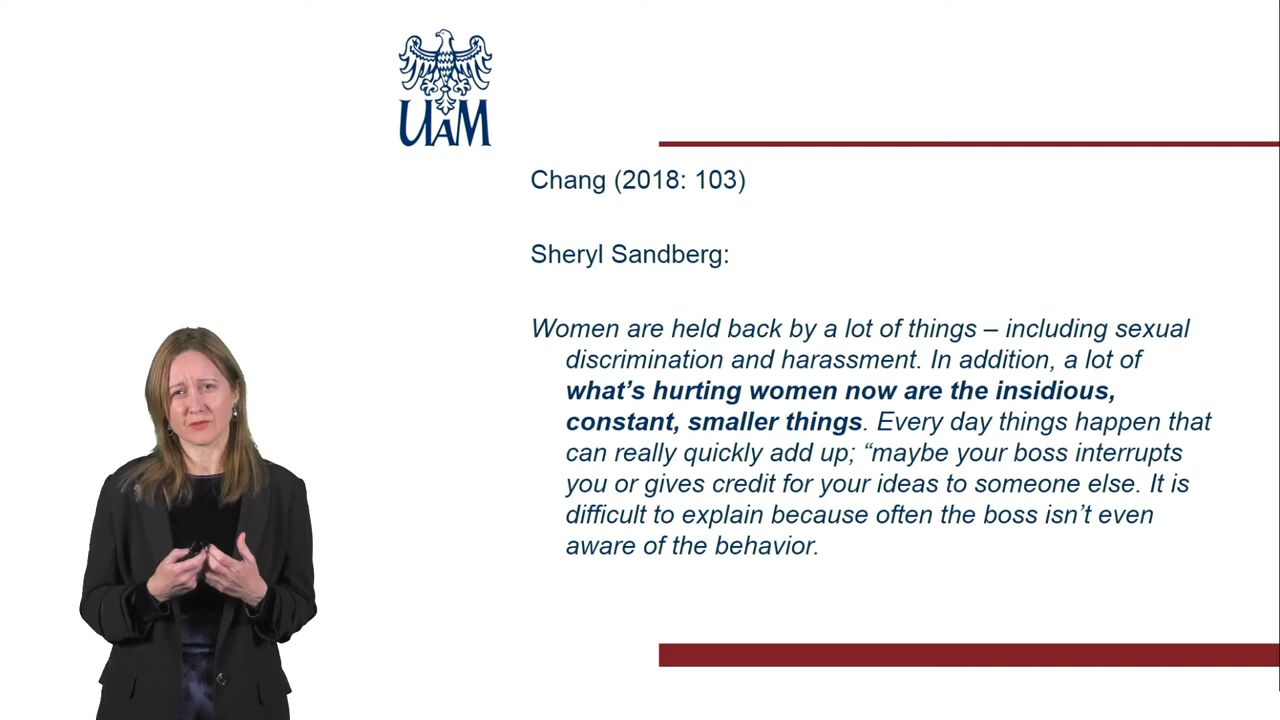 UAM
Chang (2018: 103)
Sheryl Sandberg:
Women are held back by a lot of things – including sexual
discrimination and harassment. In addition, a lot of
what’s hurting women now are the insidious,
constant, smaller things. Every day things happen that
can really quickly add up; “maybe your boss interrupts
you or gives credit for your ideas to someone else. It is
difficult to explain because often the boss isn’t even
aware of the behavior.